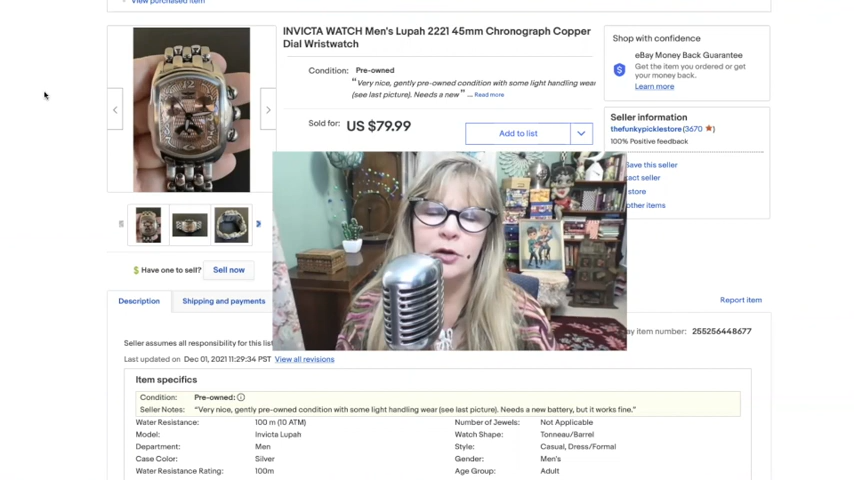 View purchased item
INVICTA WATCH Men's Lupah 2221 45mm Chronograph Copper
Dial Wristwatch
Condition: Pre-owned
"Very nice, gently pre-owned condition with some light handling wear
(see last picture). Needs a new " ... Read more
Sold for: US $79.99
Add to list
Shop with confidence
eBay Money Back Guarantee
Get the item you ordered or get
your money back.
Learn more
Seller information
thefunkypicklestore (3670 ★)
100% Positive feedback
Save this seller
store
other items
$ Have one to sell? Sell now
Description Shipping and payments
Report item
item number: 255256448677
Seller assumes all responsibility for this
Last updated on Dec 01, 2021 11:29:34 PST View all revisions
Item specifics
Condition: Pre-owned:
Seller Notes: "Very nice, gently pre-owned condition with some light handling wear (see last picture). Needs a new battery, but it works fine."
Water Resistance: 100 m (10 ATM) Number of Jewels: Not Applicable
Model: Invicta Lupah Watch Shape: Tonneau/Barrel
Department: Men Style: Casual, Dress/Formal
Case Color: Silver Gender: Men's
Water Resistance Rating: 100m Age Group: Adult